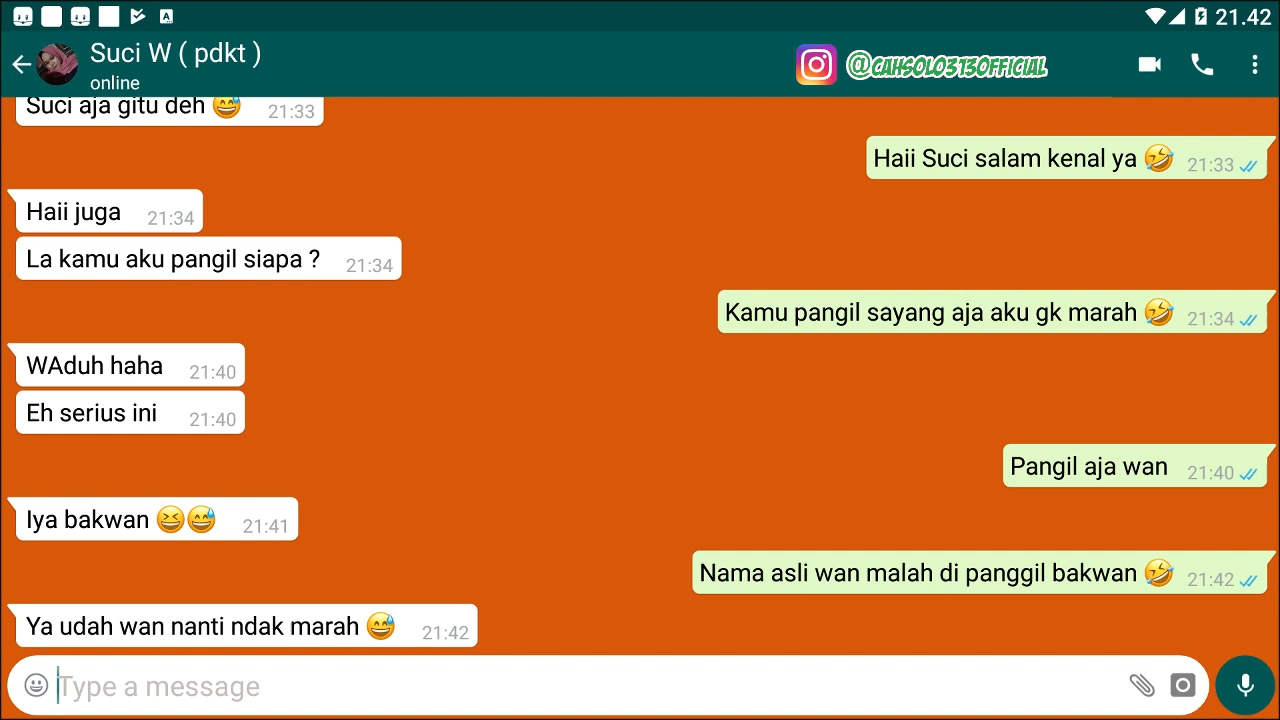 21.42
Suci W ( pdkt )
online
@CAHSOLO313OFFICIAL
Suci aja gitu deh 😅 21:33
Haii Suci salam kenal ya 🤣 21:33
Haii juga 21:34
La kamu aku pangil siapa ? 21:34
Kamu pangil sayang aja aku gk marah 🤣 21:34
WAduh haha 21:40
Eh serius ini 21:40
Pangil aja wan 21:40
Iya bakwan 😆😅 21:41
Nama asli wan malah di panggil bakwan 🤣 21:42
Ya udah wan nanti ndak marah 😅 21:42
Type a message